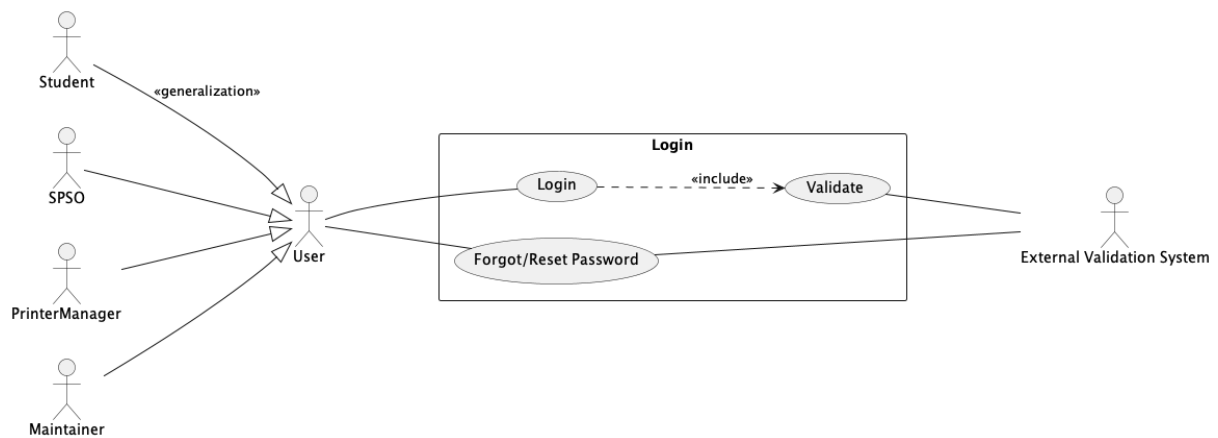 Student
«generalization»
SPSO
PrinterManager
Maintainer
User
Login
Login
«include»
Validate
Forgot/Reset Password
External Validation System